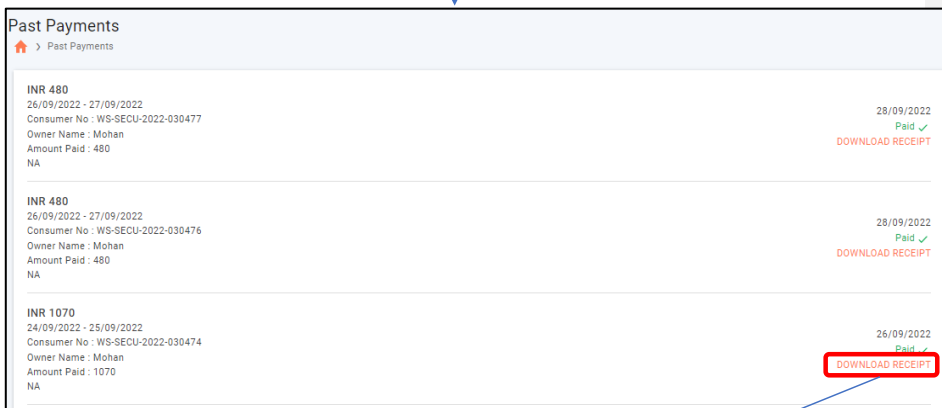 Past Payments
> Past Payments
INR 480
26/09/2022 - 27/09/2022
Consumer No : WS-SECU-2022-030477
Owner Name : Mohan
Amount Paid : 480
NA
28/09/2022
Paid ✓
DOWNLOAD RECEIPT
INR 480
26/09/2022 - 27/09/2022
Consumer No : WS-SECU-2022-030476
Owner Name : Mohan
Amount Paid : 480
NA
28/09/2022
Paid ✓
DOWNLOAD RECEIPT
INR 1070
24/09/2022 - 25/09/2022
Consumer No : WS-SECU-2022-030474
Owner Name : Mohan
Amount Paid : 1070
NA
26/09/2022
Paid ✓
DOWNLOAD RECEIPT